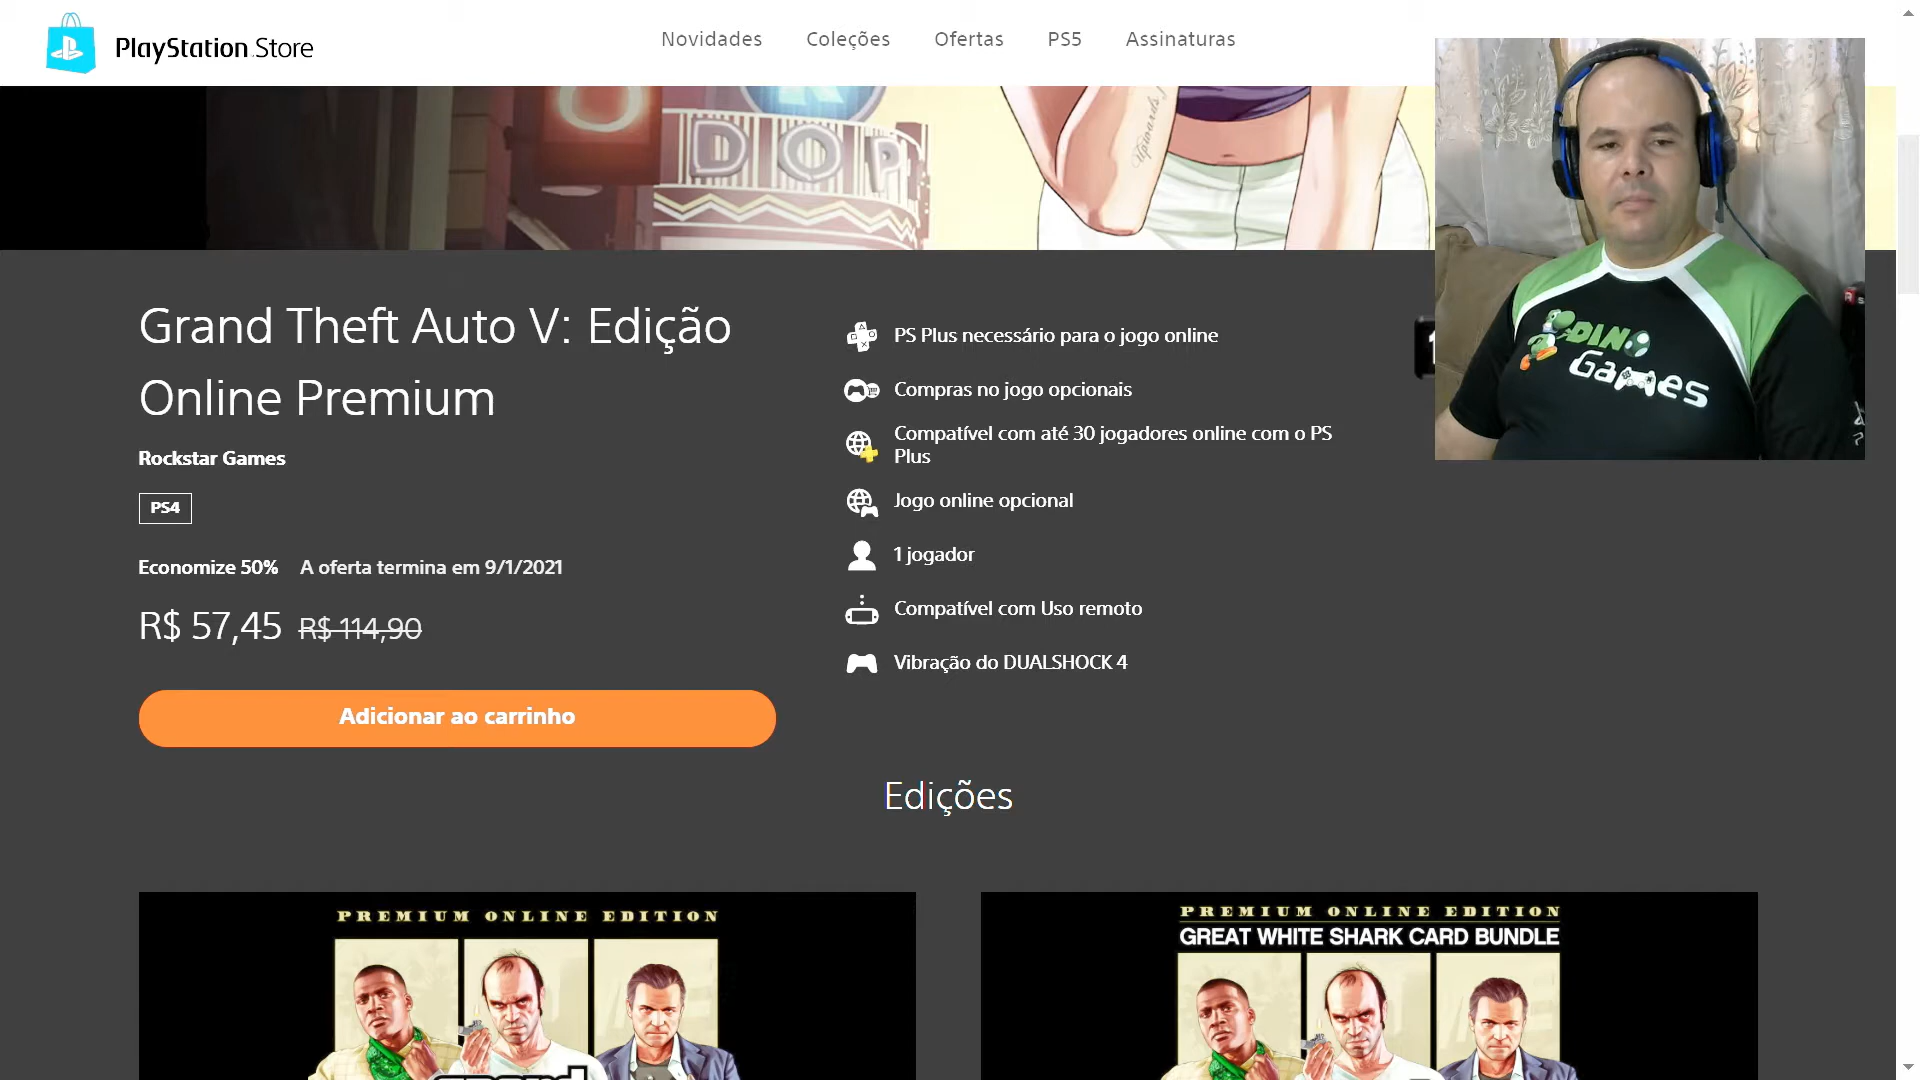 PlayStation Store
Novidades Coleções Ofertas PS5 Assinaturas
DOP
Grand Theft Auto V: Edição
Online Premium
Rockstar Games
PS4
Economize 50% A oferta termina em 9/1/2021
R$ 57,45 R$ 114,90
Adicionar ao carrinho
PS Plus necessário para o jogo online
Compras no jogo opcionais
Compatível com até 30 jogadores online com o PS
Plus
Jogo online opcional
1 jogador
Compatível com Uso remoto
Vibração do DUALSHOCK 4
DINO
Games
Edições
PREMIUM ONLINE EDITION
PREMIUM ONLINE EDITION
GREAT WHITE SHARK CARD BUNDLE